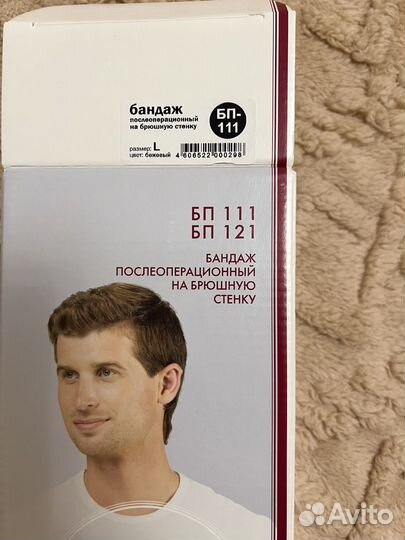 бандаж
послеоперационный
на брюшную стенку
БП-
111
размер: L
цвет: бежевый
4 606522 000298
БП 111
БП 121
БАНДАЖ
ПОСЛЕОПЕРАЦИОННЫЙ
НА БРЮШНУЮ
СТЕНКУ
Avito